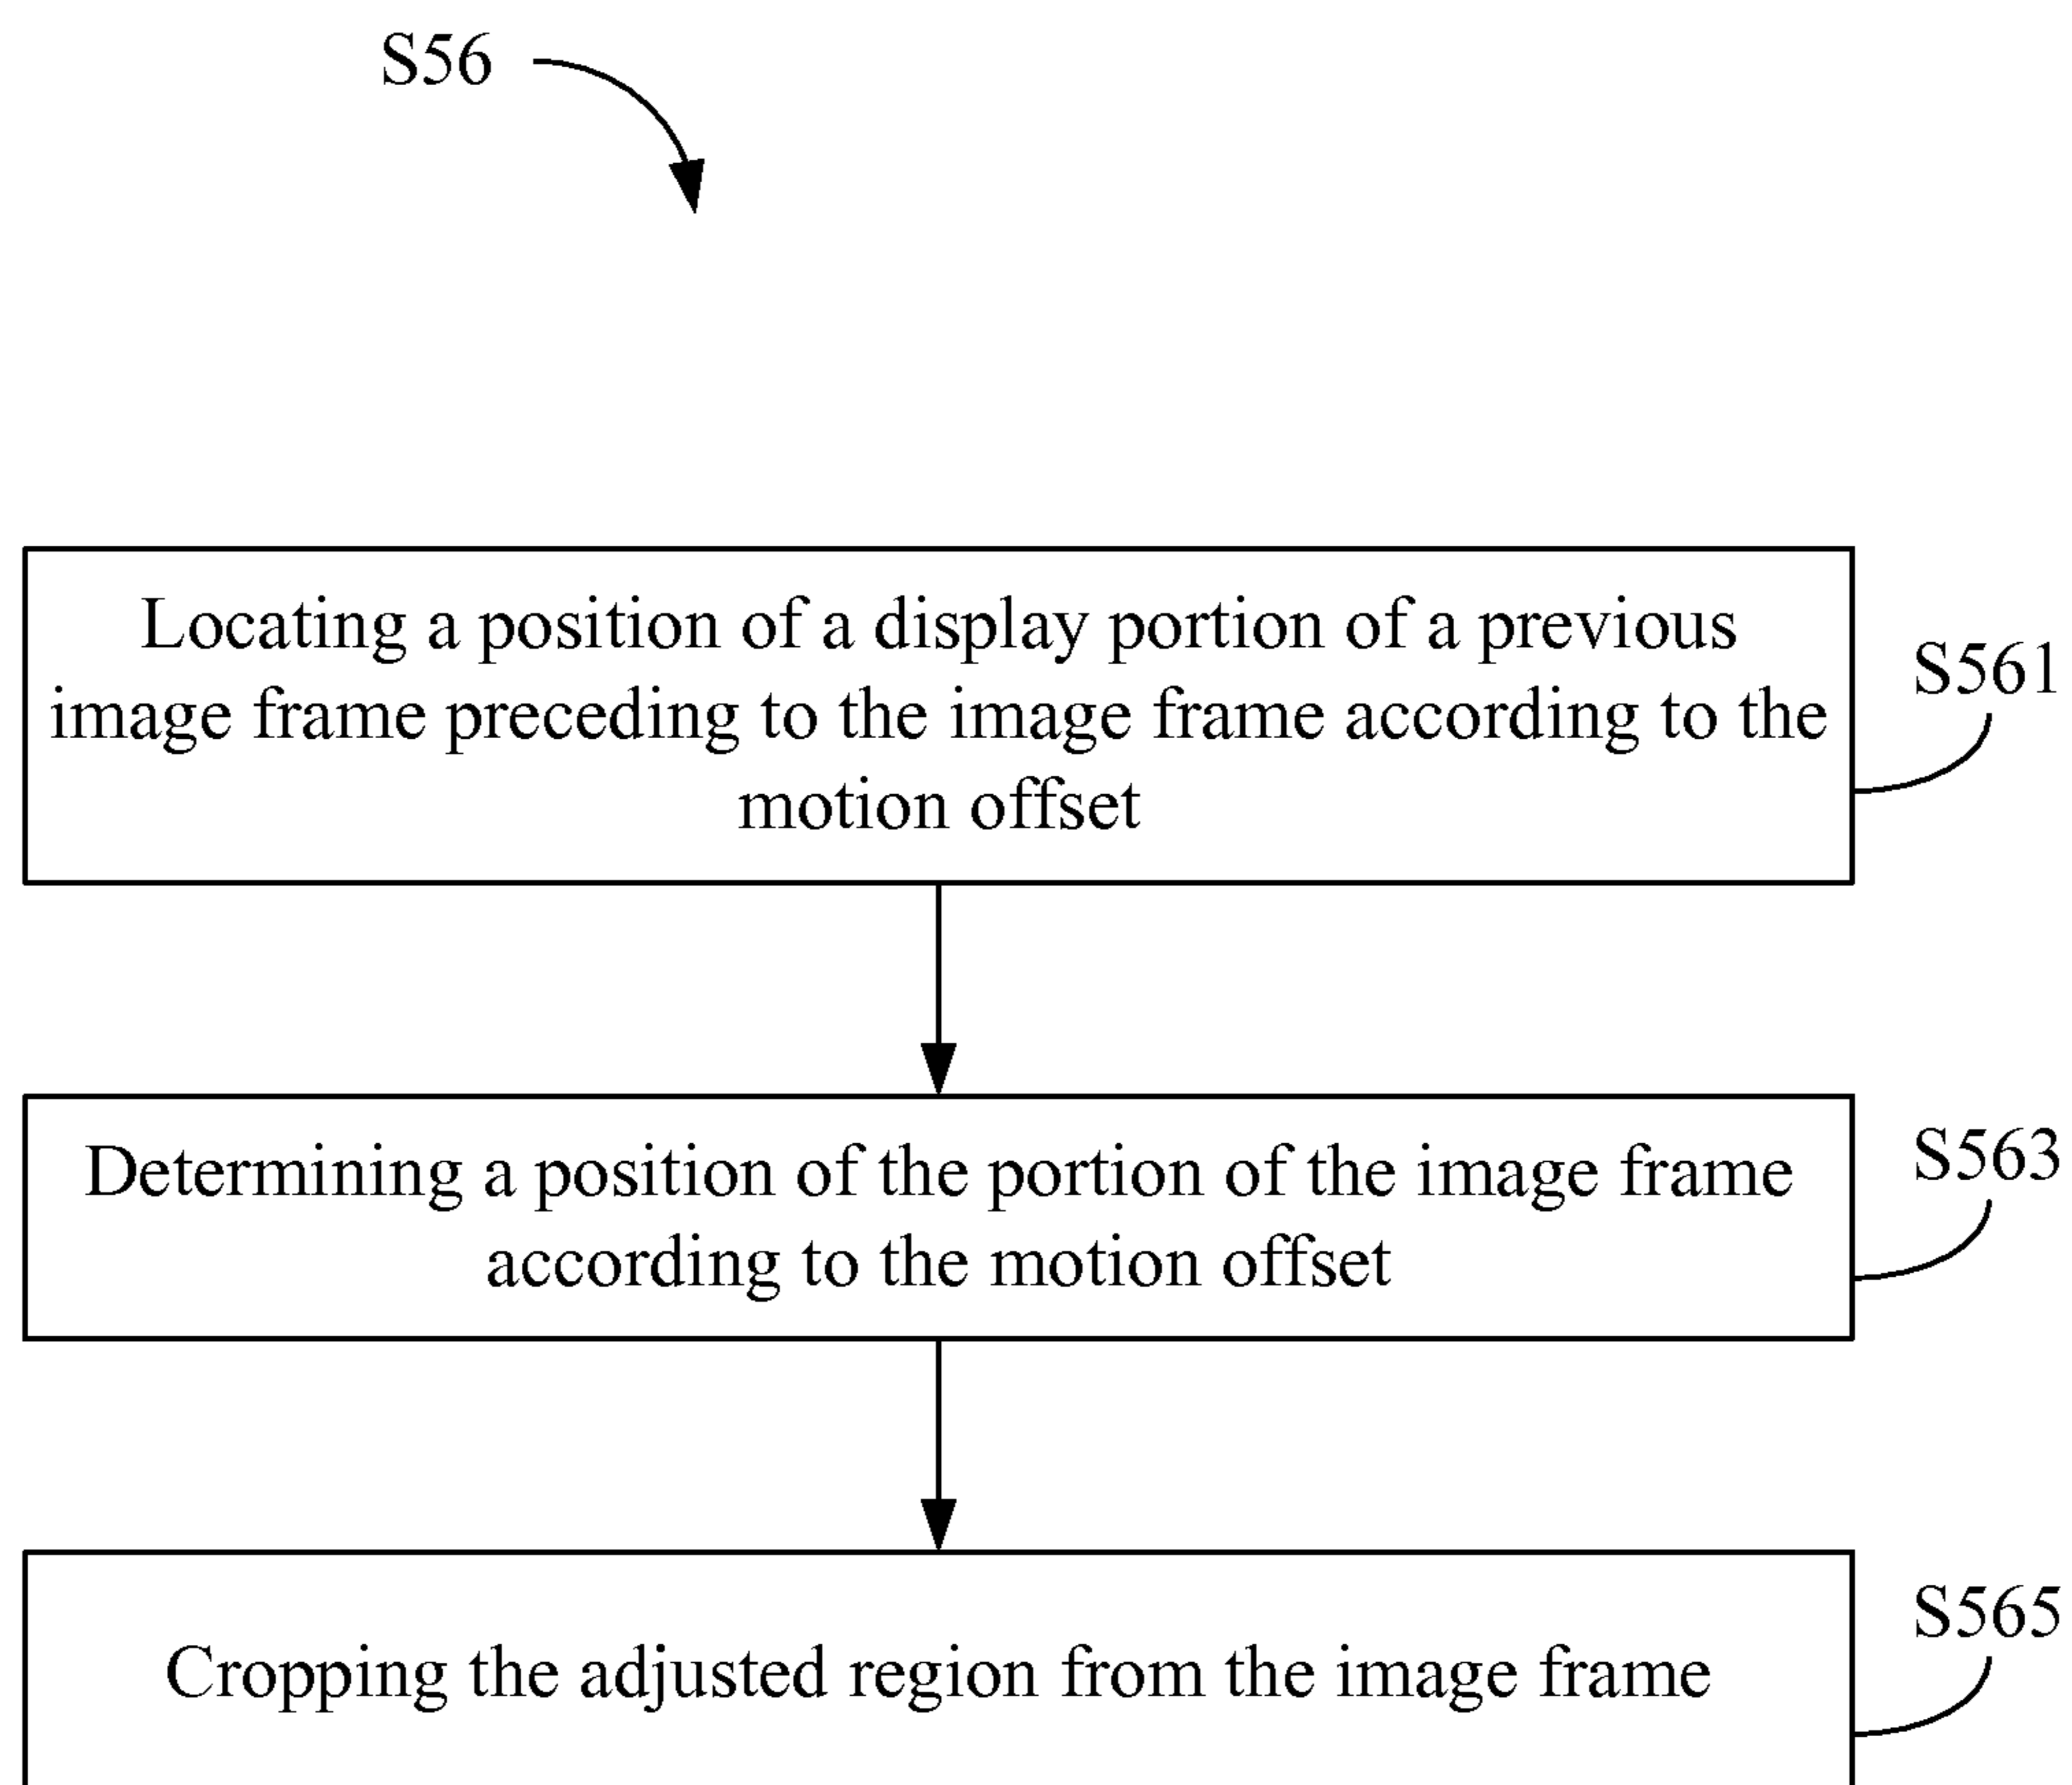 S56
Locating a position of a display portion of a previous
image frame preceding to the image frame according to the
motion offset
S561
Determining a position of the portion of the image frame
according to the motion offset
S563
Cropping the adjusted region from the image frame
S565